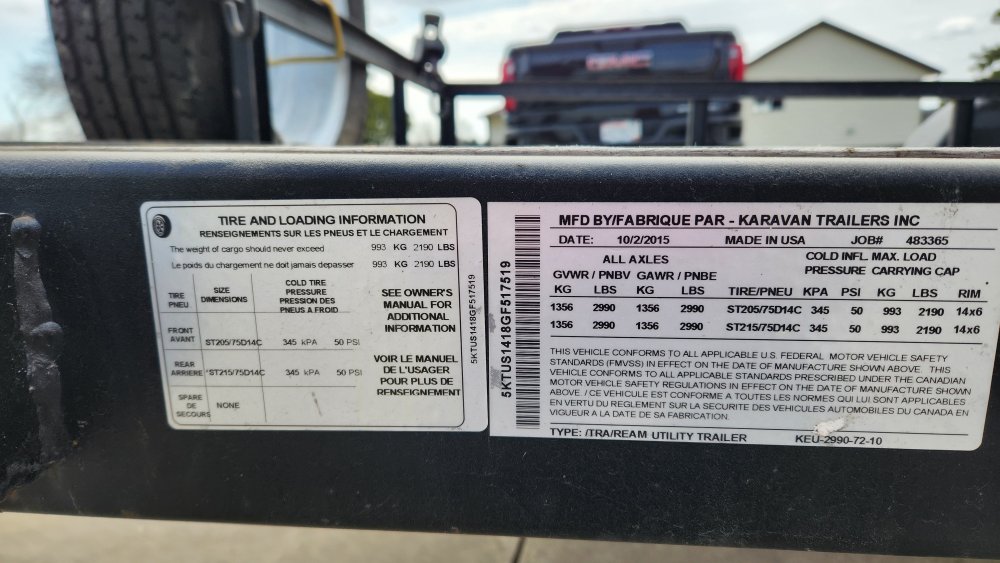 GMC
TIRE AND LOADING INFORMATION
RENSEIGNEMENTS SUR LES PNEUS ET LE CHARGEMENT
The weight of cargo should never exceed 993 KG 2190 LBS
Le poids du chargement ne doit jamais depasser 993 KG 2190 LBS
TIRE PNEU
SIZE DIMENSIONS
COLD TIRE
PRESSURE
PRESSION DES
PNEUS A FROID
FRONT AVANT ST205/75D14C 345 kPA 50 PSI
REAR ARRIERE *ST215/75D14C 345 kPA 50 PSI
SPARE DE SECOURS NONE
SEE OWNER'S
MANUAL FOR
ADDITIONAL
INFORMATION
VOIR LE MANUEL
DE L'USAGER
POUR PLUS DE
RENSEIGNEMENT
5KTUS1418GF517519
5KTUS1418GF517519
MFD BY/FABRIQUE PAR - KARAVAN TRAILERS INC
DATE: 10/2/2015 MADE IN USA JOB# 483365
ALL AXLES COLD INFL. MAX. LOAD
GVWR / PNBV GAWR / PNBE PRESSURE CARRYING CAP
KG LBS KG LBS TIRE/PNEU KPA PSI KG LBS RIM
1356 2990 1356 2990 ST205/75D14C 345 50 993 2190 14x6
1356 2990 1356 2990 ST215/75D14C 345 50 993 2190 14x6
THIS VEHICLE CONFORMS TO ALL APPLICABLE U.S. FEDERAL MOTOR VEHICLE SAFETY
STANDARDS (FMVSS) IN EFFECT ON THE DATE OF MANUFACTURE SHOWN ABOVE. THIS
VEHICLE CONFORMS TO ALL APPLICABLE STANDARDS PRESCRIBED UNDER THE CANADIAN
MOTOR VEHICLE SAFETY REGULATIONS IN EFFECT ON THE DATE OF MANUFACTURE SHOWN
ABOVE. / CE VEHICULE EST CONFORME A TOUTES LES NORMES QUI LUI SONT APPLICABLES
EN VERTU DU REGLEMENT SUR LA SECURITE DES VEHICULES AUTOMOBILES DU CANADA EN
VIGUEUR A LA DATE DE SA FABRICATION.
TYPE: /TRA/REAM UTILITY TRAILER KEU-2990-72-10